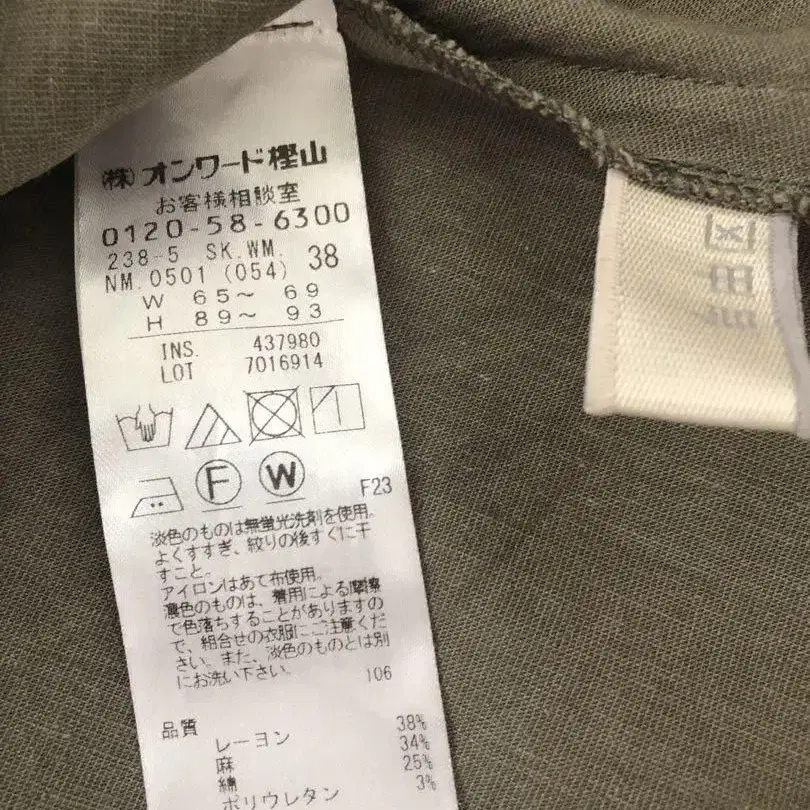 (株)オンワード樫山
お客様相談室
0120-58-6300
238-5 SK.WM.
NM.0501 (054) 38
W 65～ 69
H 89～ 93
INS. 437980
LOT 7016914
F W
F23
淡色のものは無蛍光洗剤を使用。
よくすすぎ、絞りの後すぐに干
すこと。
アイロンはあて布使用。
濃色のものは、着用による摩擦
で色落ちすることがありますの
で、組合せの衣服にご注意くだ
さい。また、淡色のものとは別
にお洗い下さい。 106
品質
レーヨン 38%
麻 34%
綿 25%
ポリウレタン 3%